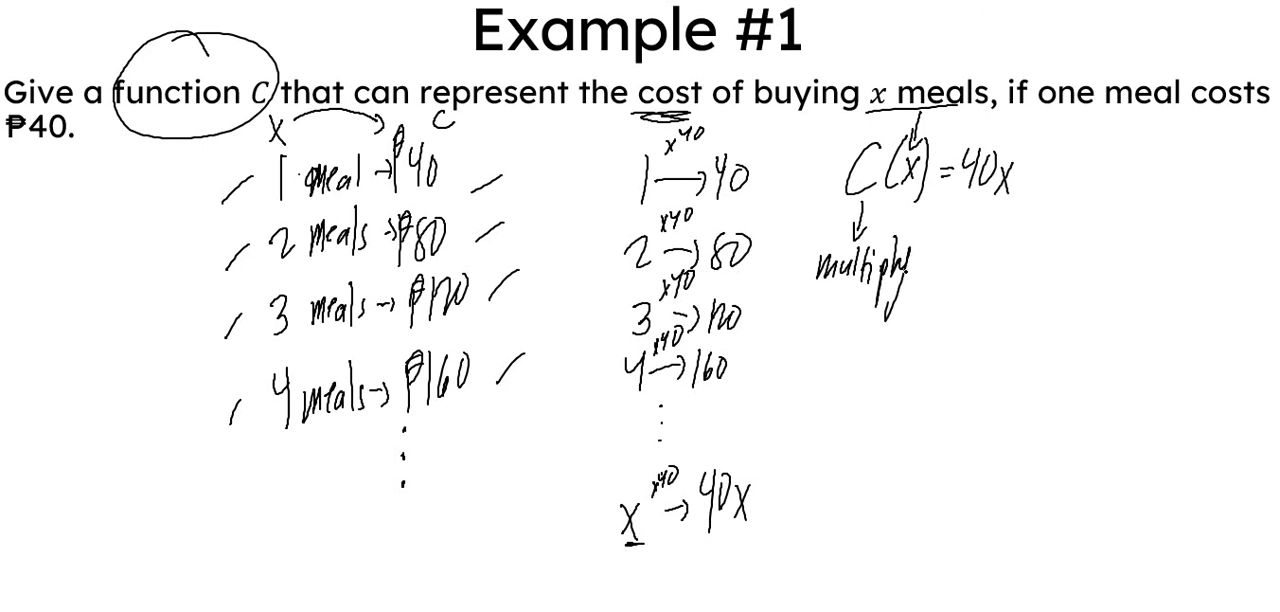 Example #1
Give a function C that can represent the cost of buying x meals, if one meal costs
₱40.
X → C
1 meal → ₱40
2 meals → ₱80
3 meals → ₱120
4 meals → ₱160
⋮
x40
1 → 40
x40
2 → 80
x40
3 → 120
x40
4 → 160
⋮
x40
x → 40x
C(x) = 40x
multiply